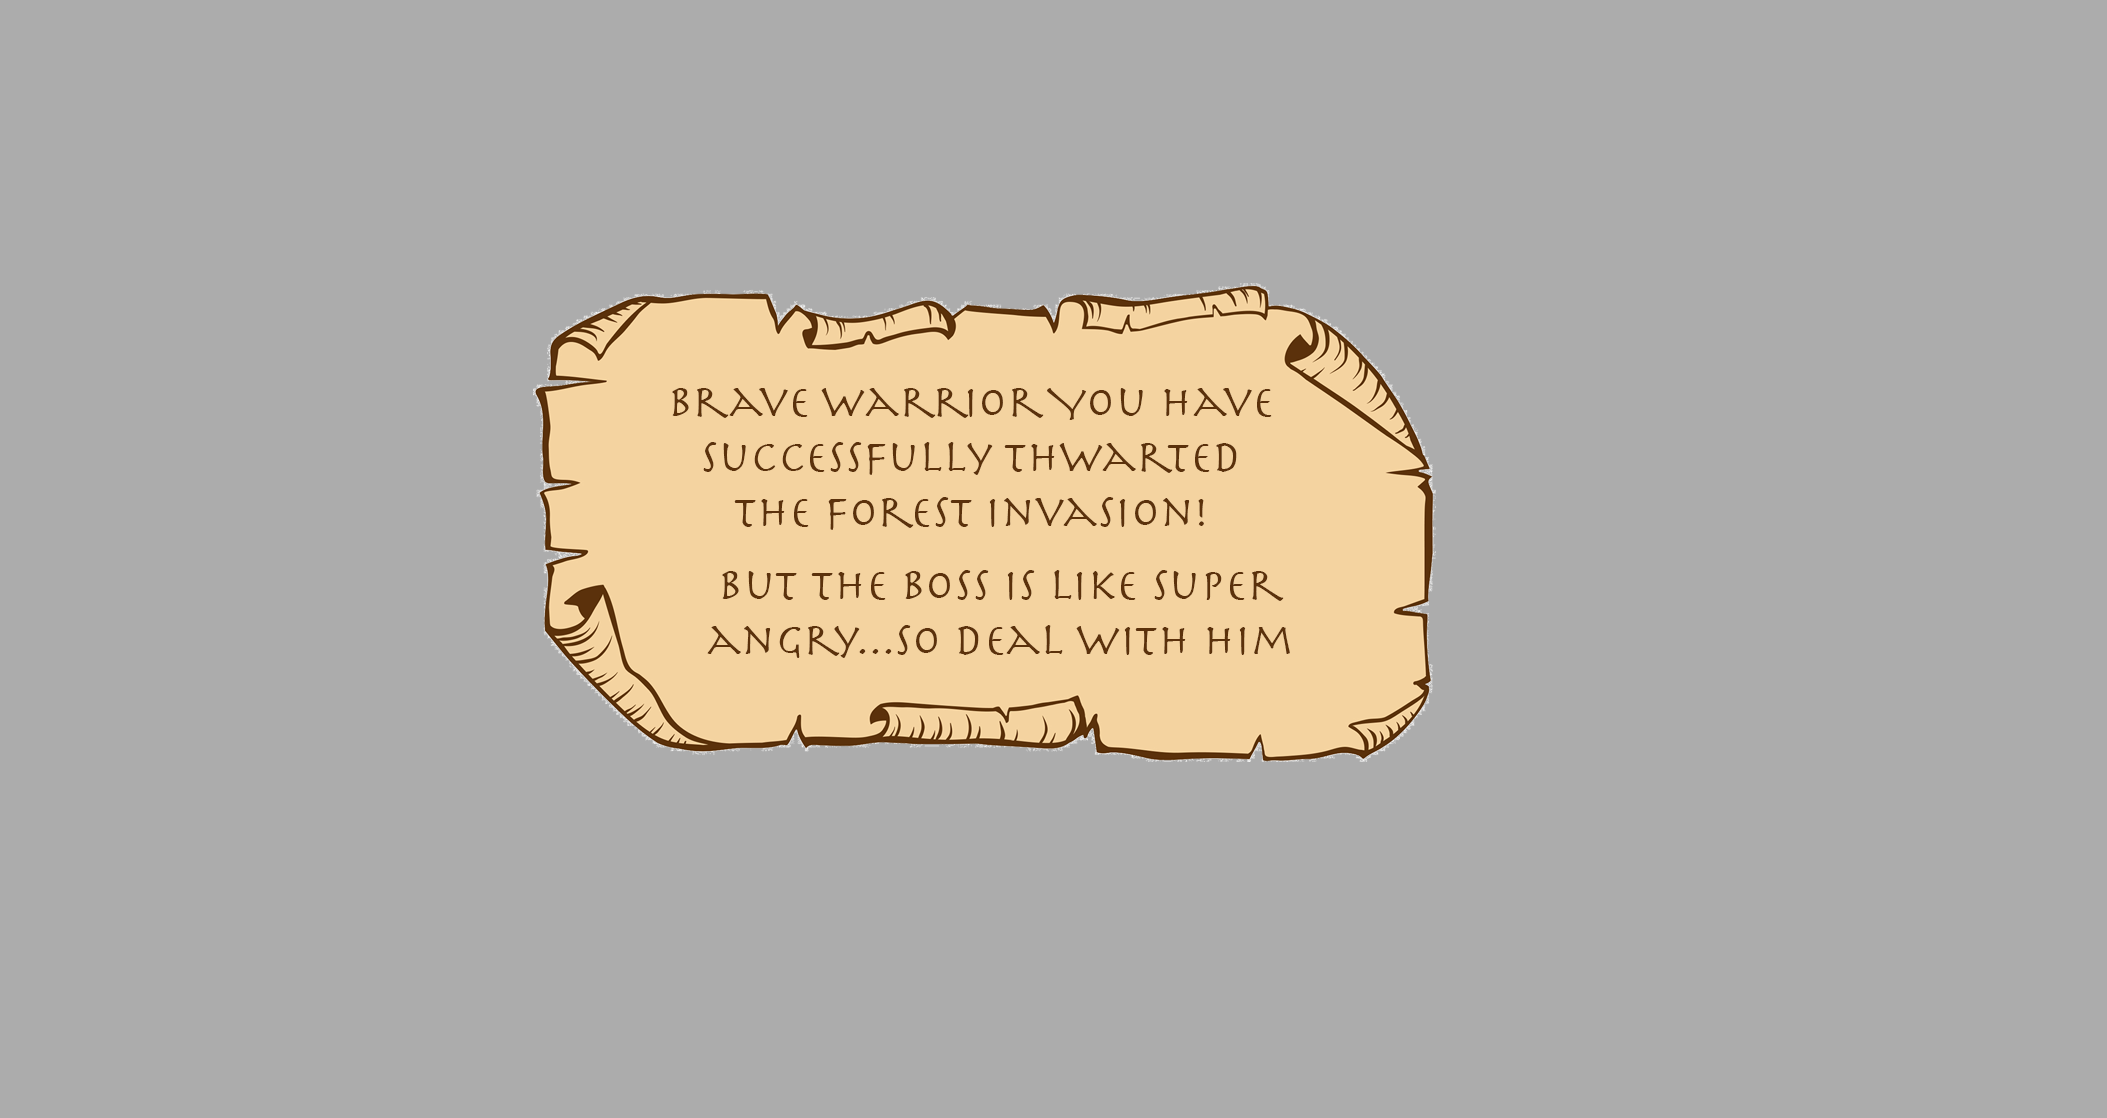 BRAVE WARRIOR YOU HAVE
SUCCESSFULLY THWARTED
THE FOREST INVASION!
BUT THE BOSS IS LIKE SUPER
ANGRY...SO DEAL WITH HIM